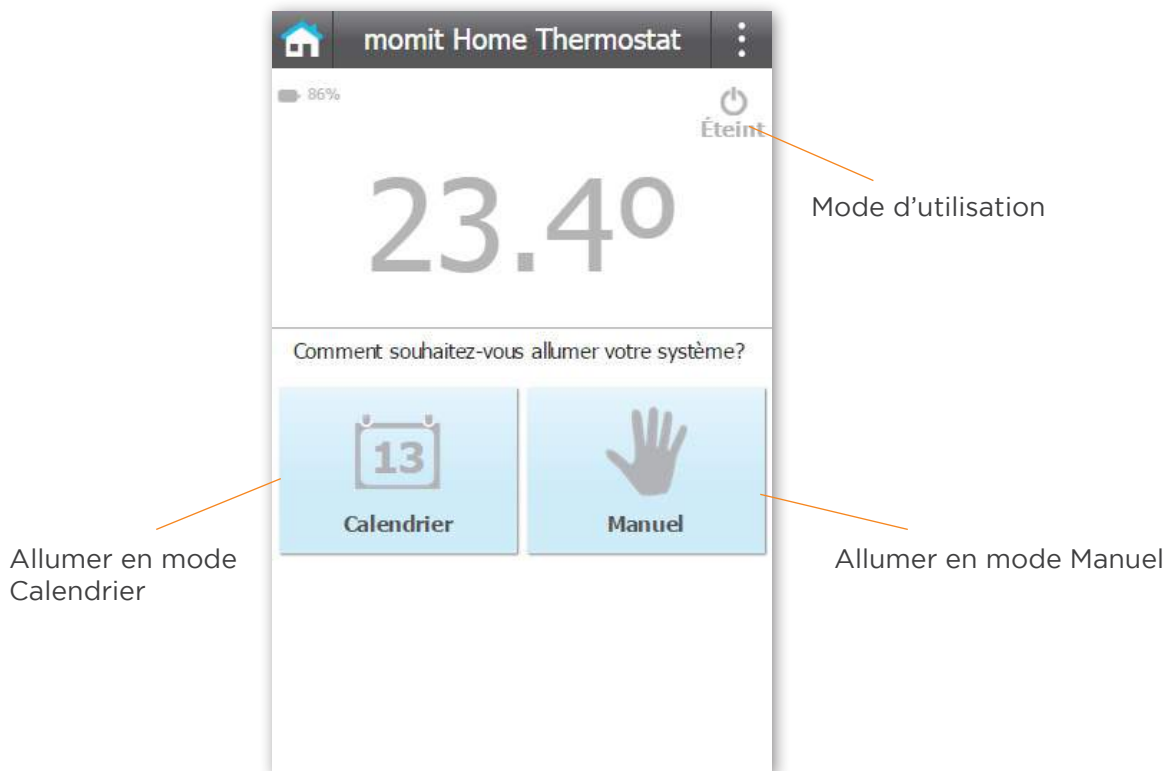 momit Home Thermostat
86%
Éteint
23.4º
Mode d'utilisation
Comment souhaitez-vous allumer votre système?
13
Calendrier
Manuel
Allumer en mode
Calendrier
Allumer en mode Manuel